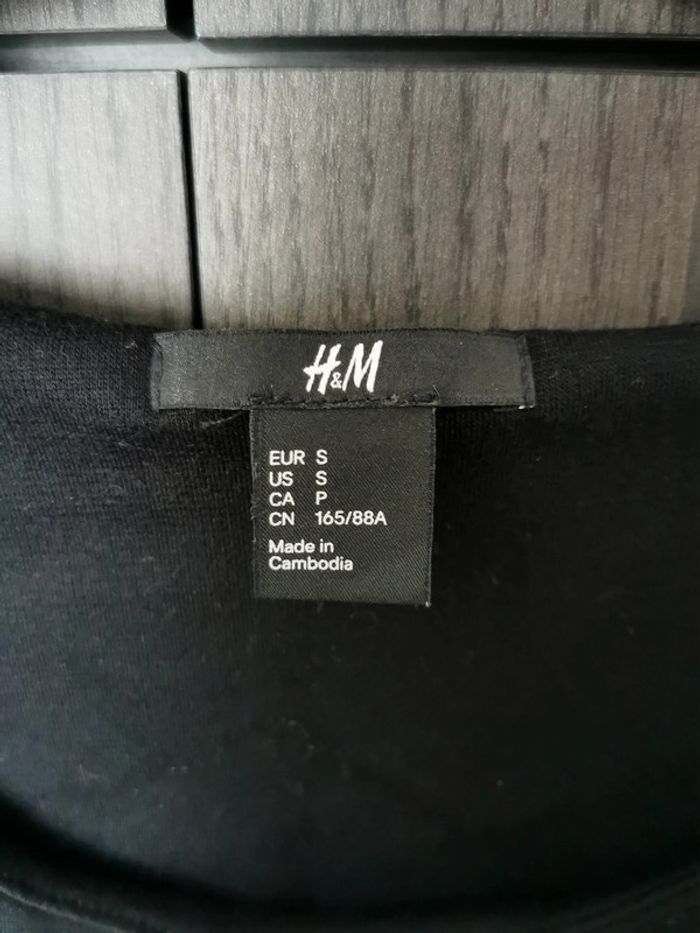 H&M
EUR S
US S
CA P
CN 165/88A
Made in
Cambodia